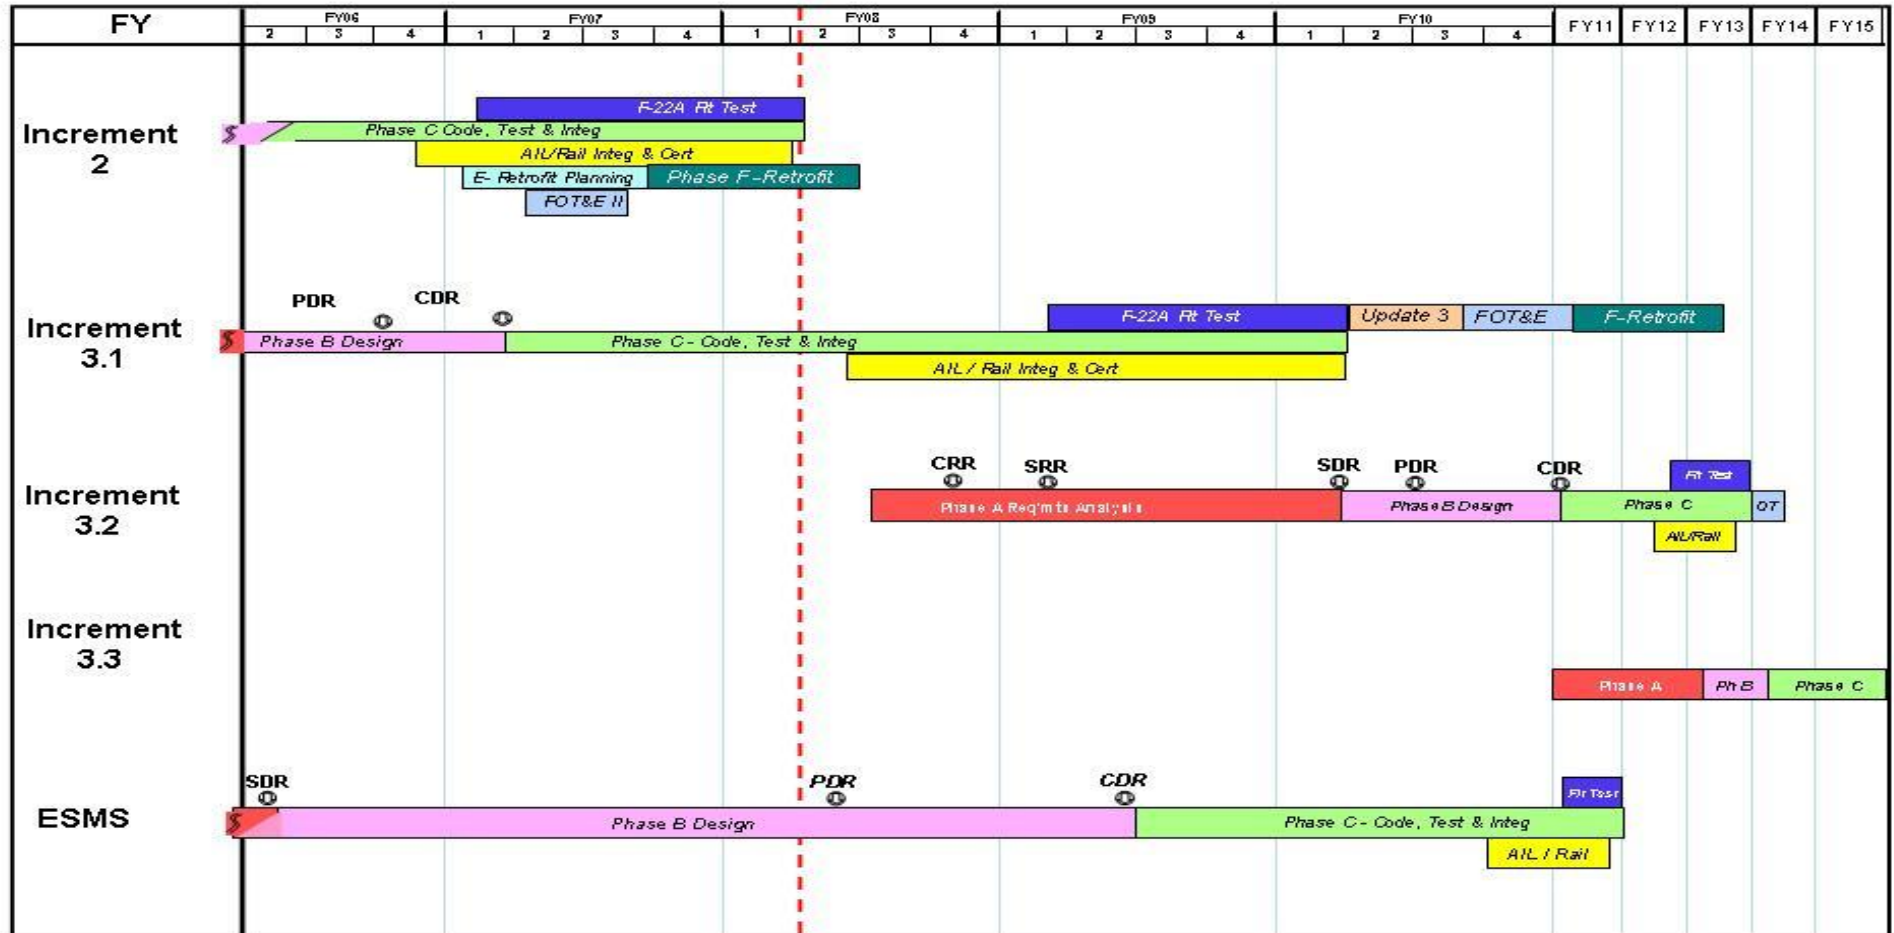 FY
FY06 FY07 FY08 FY09 FY10 FY11 FY12 FY13 FY14 FY15
2 3 4 1 2 3 4 1 2 3 4 1 2 3 4 1 2 3 4
F-22A Flt Test
Increment
2
Phase C Code, Test & Integ
AIL/Rail Integ & Cert
E- Retrofit Planning Phase F-Retrofit
FOT&E II
PDR CDR
Increment
3.1
F-22A Flt Test Update 3 FOT&E F-Retrofit
Phase B Design Phase C - Code, Test & Integ
AIL / Rail Integ & Cert
CRR SRR SDR PDR CDR
Increment
3.2
Flt Test
Phase A Req'mts Analysis Phase B Design Phase C OT
AIL/Rail
Increment
3.3
Phase A Ph B Phase C
SDR PDR CDR
ESMS
Flt Test
Phase B Design Phase C - Code, Test & Integ
AIL / Rail